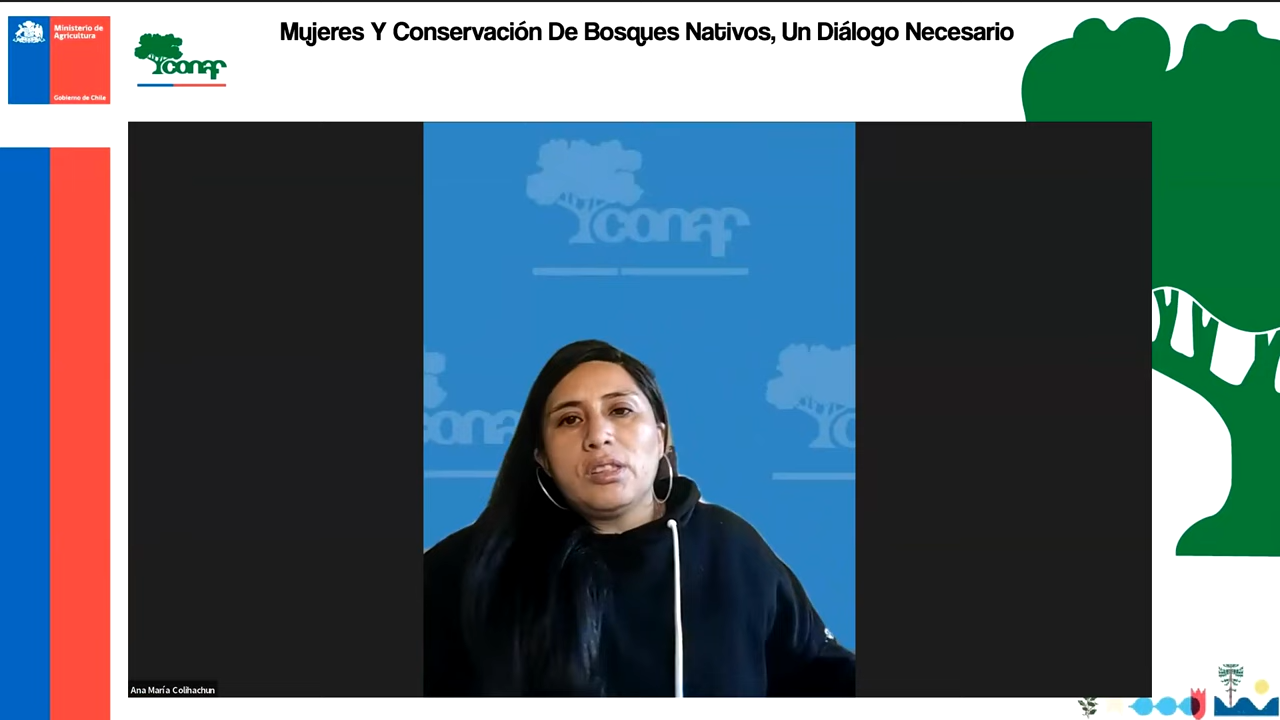 Mujeres Y Conservación De Bosques Nativos, Un Diálogo Necesario
Ministerio de
Agricultura
Gobierno de Chile
conaf
conaf
conaf
Ana María Colihachun